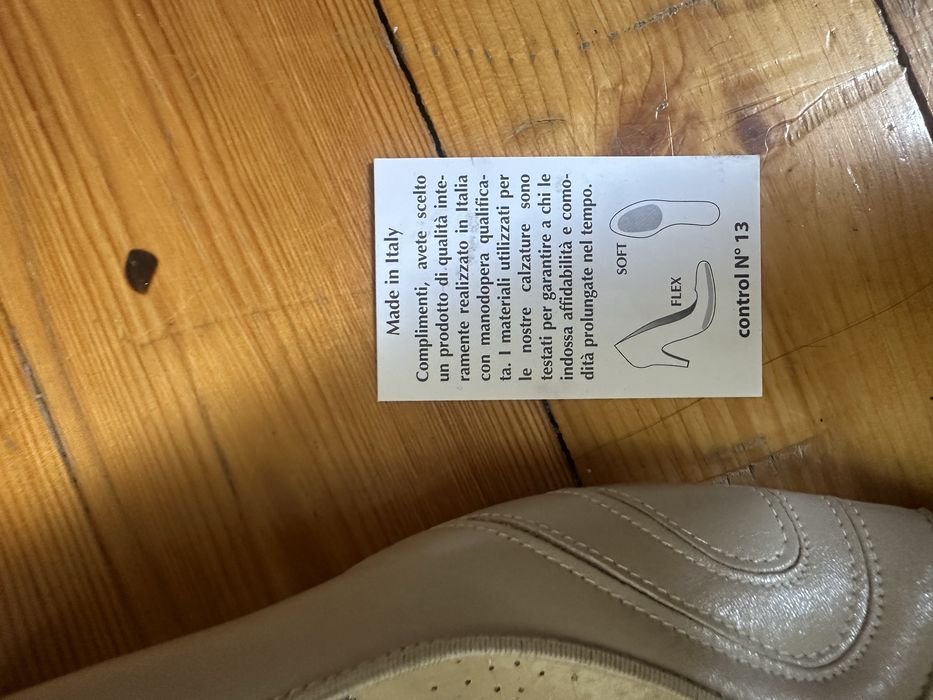 Made in Italy
Complimenti, avete scelto
un prodotto di qualità inte-
ramente realizzato in Italia
con manodopera qualifica-
ta. I materiali utilizzati per
le nostre calzature sono
testati per garantire a chi le
indossa affidabilità e como-
dità prolungate nel tempo.
FLEX
SOFT
control N° 13